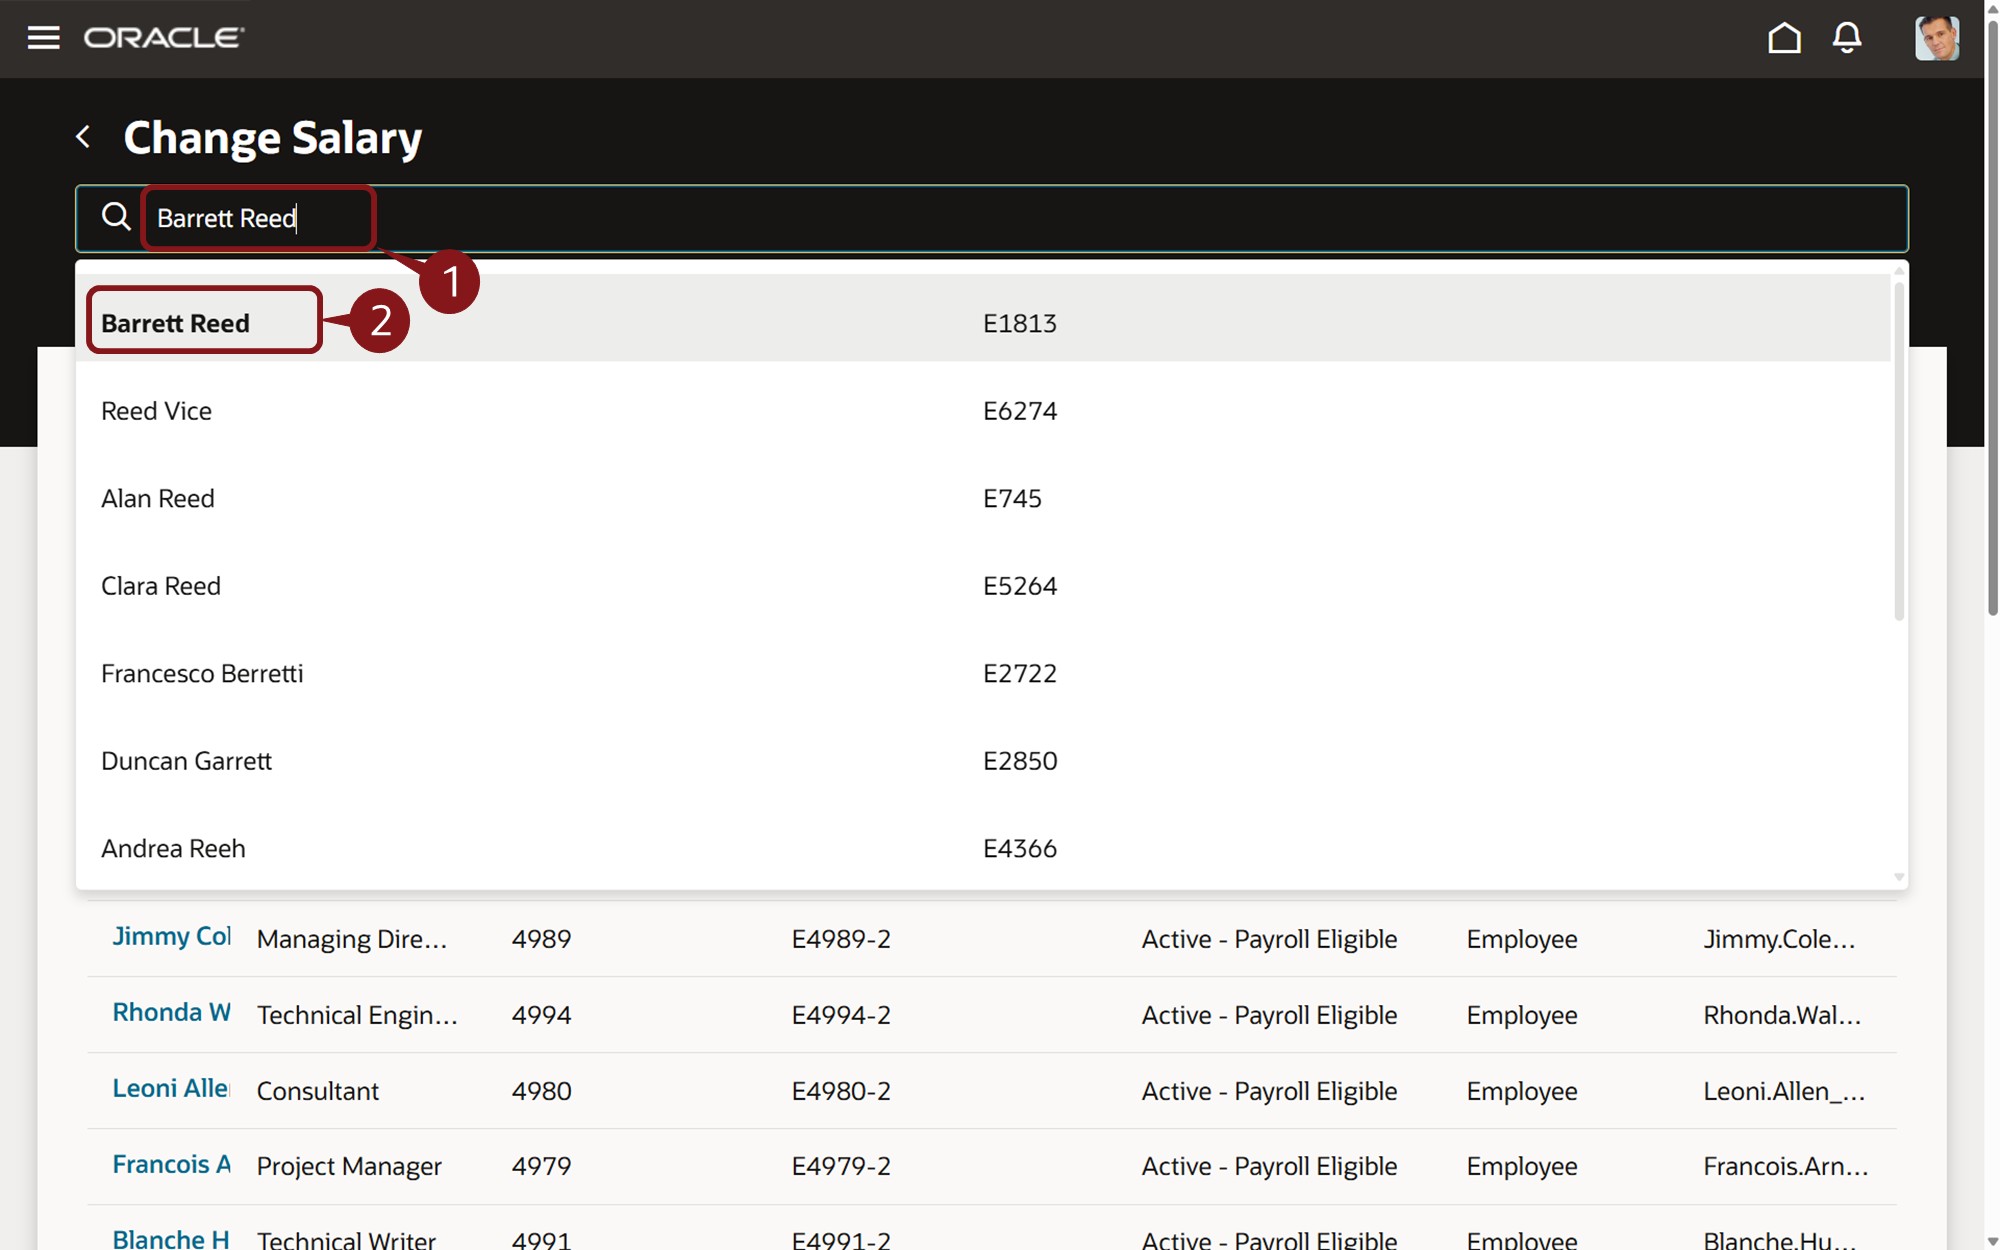 ORACLE
Change Salary
Barrett Reed
1
Barrett Reed E1813
2
Reed Vice E6274
Alan Reed E745
Clara Reed E5264
Francesco Berretti E2722
Duncan Garrett E2850
Andrea Reeh E4366
Jimmy Col Managing Dire... 4989 E4989-2 Active - Payroll Eligible Employee Jimmy.Cole...
Rhonda W Technical Engin... 4994 E4994-2 Active - Payroll Eligible Employee Rhonda.Wal...
Leoni Alle Consultant 4980 E4980-2 Active - Payroll Eligible Employee Leoni.Allen_...
Francois A Project Manager 4979 E4979-2 Active - Payroll Eligible Employee Francois.Arn...
Blanche H Technical Writer 4991 E4991-2 Active - Payroll Eligible Employee Blanche.Hu...